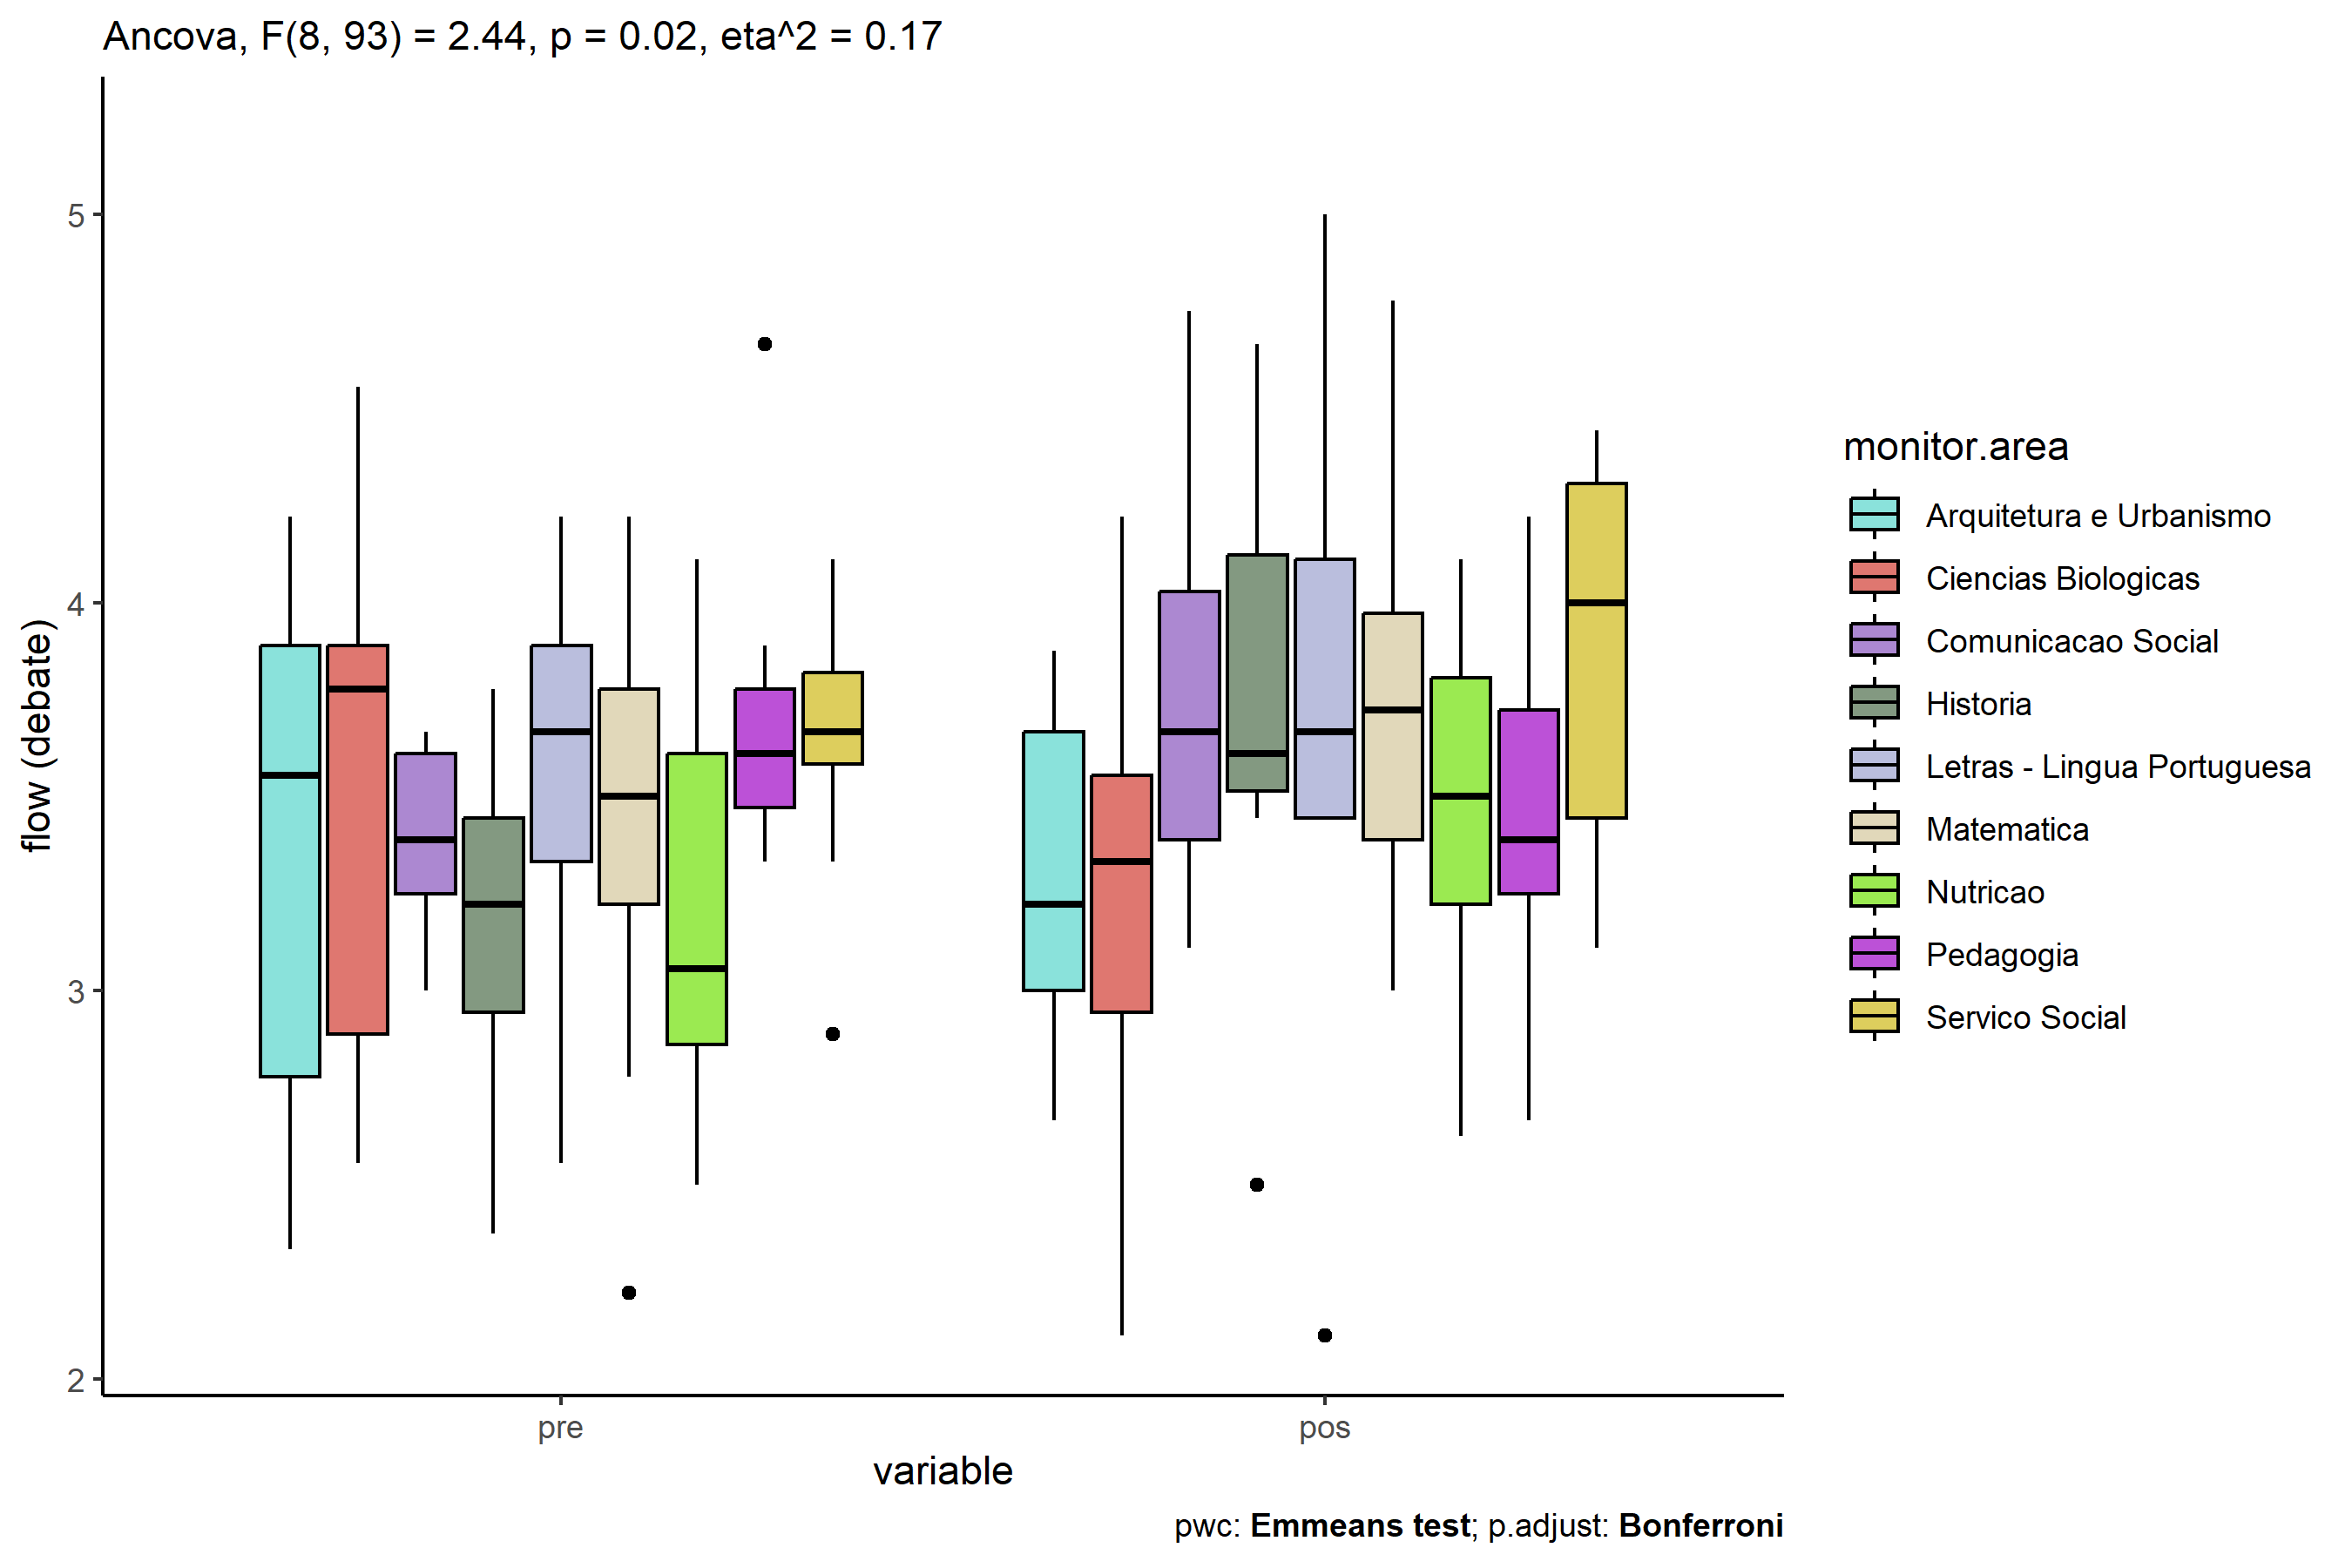 Ancova, F(8, 93) = 2.44, p = 0.02, eta^2 = 0.17
5
4
3
2
flow (debate)
pre
pos
variable
pwc: Emmeans test; p.adjust: Bonferroni
monitor.area
Arquitetura e Urbanismo
Ciencias Biologicas
Comunicacao Social
Historia
Letras - Lingua Portuguesa
Matematica
Nutricao
Pedagogia
Servico Social